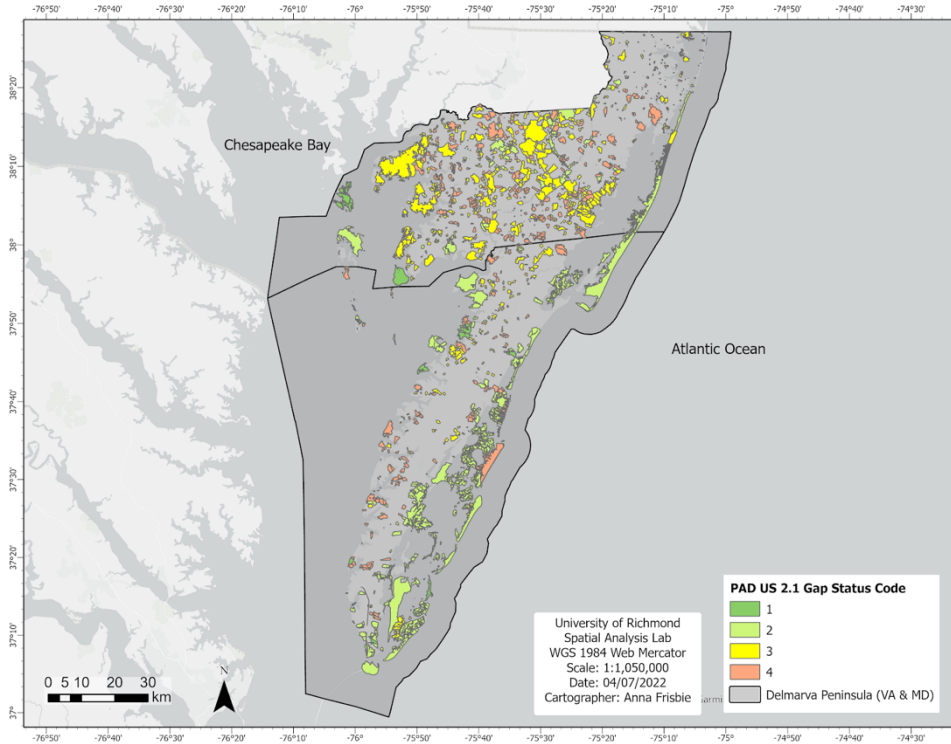 -76°50' -76°40' -76°30' -76°20' -76°10' -76° -75°50' -75°40' -75°30' -75°20' -75°10' -75° -74°50' -74°40' -74°30'
38°20'
Chesapeake Bay
38°10'
38°
37°50'
Atlantic Ocean
37°40'
37°30'
37°20'
37°10'
37°
PAD US 2.1 Gap Status Code
1
2
3
4
Delmarva Peninsula (VA & MD)
University of Richmond
Spatial Analysis Lab
WGS 1984 Web Mercator
Scale: 1:1,050,000
Date: 04/07/2022
Cartographer: Anna Frisbie
N
0 5 10 20 30
km
-76°50' -76°40' -76°30' -76°20' -76°10' -76° -75°50' -75°40' -75°30' -75°20' -75°10' -75° -74°50' -74°40' -74°30'